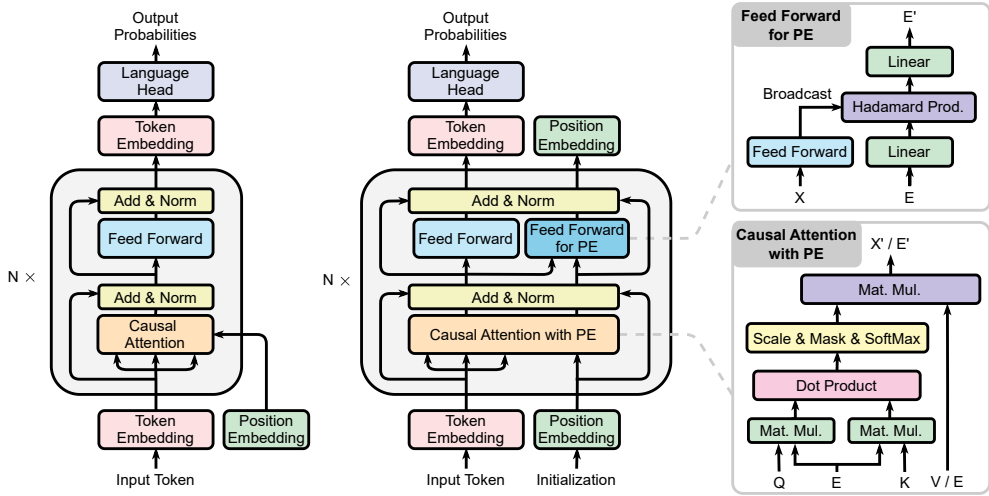 Output
Probabilities
Language
Head
Token
Embedding
Add & Norm
Feed Forward
N ×
Add & Norm
Causal
Attention
Token
Embedding
Position
Embedding
Input Token
Output
Probabilities
Language
Head
Token
Embedding
Position
Embedding
Add & Norm
Feed Forward
Feed Forward
for PE
N ×
Add & Norm
Causal Attention with PE
Token
Embedding
Position
Embedding
Input Token
Initialization
Feed Forward
for PE
E'
Linear
Broadcast
Hadamard Prod.
Feed Forward
Linear
X
E
Causal Attention
with PE
X' / E'
Mat. Mul.
Scale & Mask & SoftMax
Dot Product
Mat. Mul.
Mat. Mul.
Q
E
K
V / E